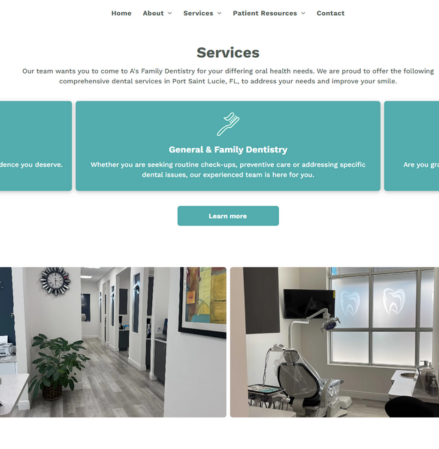 Home About Services Patient Resources Contact
Services
Our team wants you to come to A's Family Dentistry for your differing oral health needs. We are proud to offer the following
comprehensive dental services in Port Saint Lucie, FL, to address your needs and improve your smile.
General & Family Dentistry
dence you deserve.
Whether you are seeking routine check-ups, preventive care or addressing specific
Are you gr
dental issues, our experienced team is here for you.
Learn more